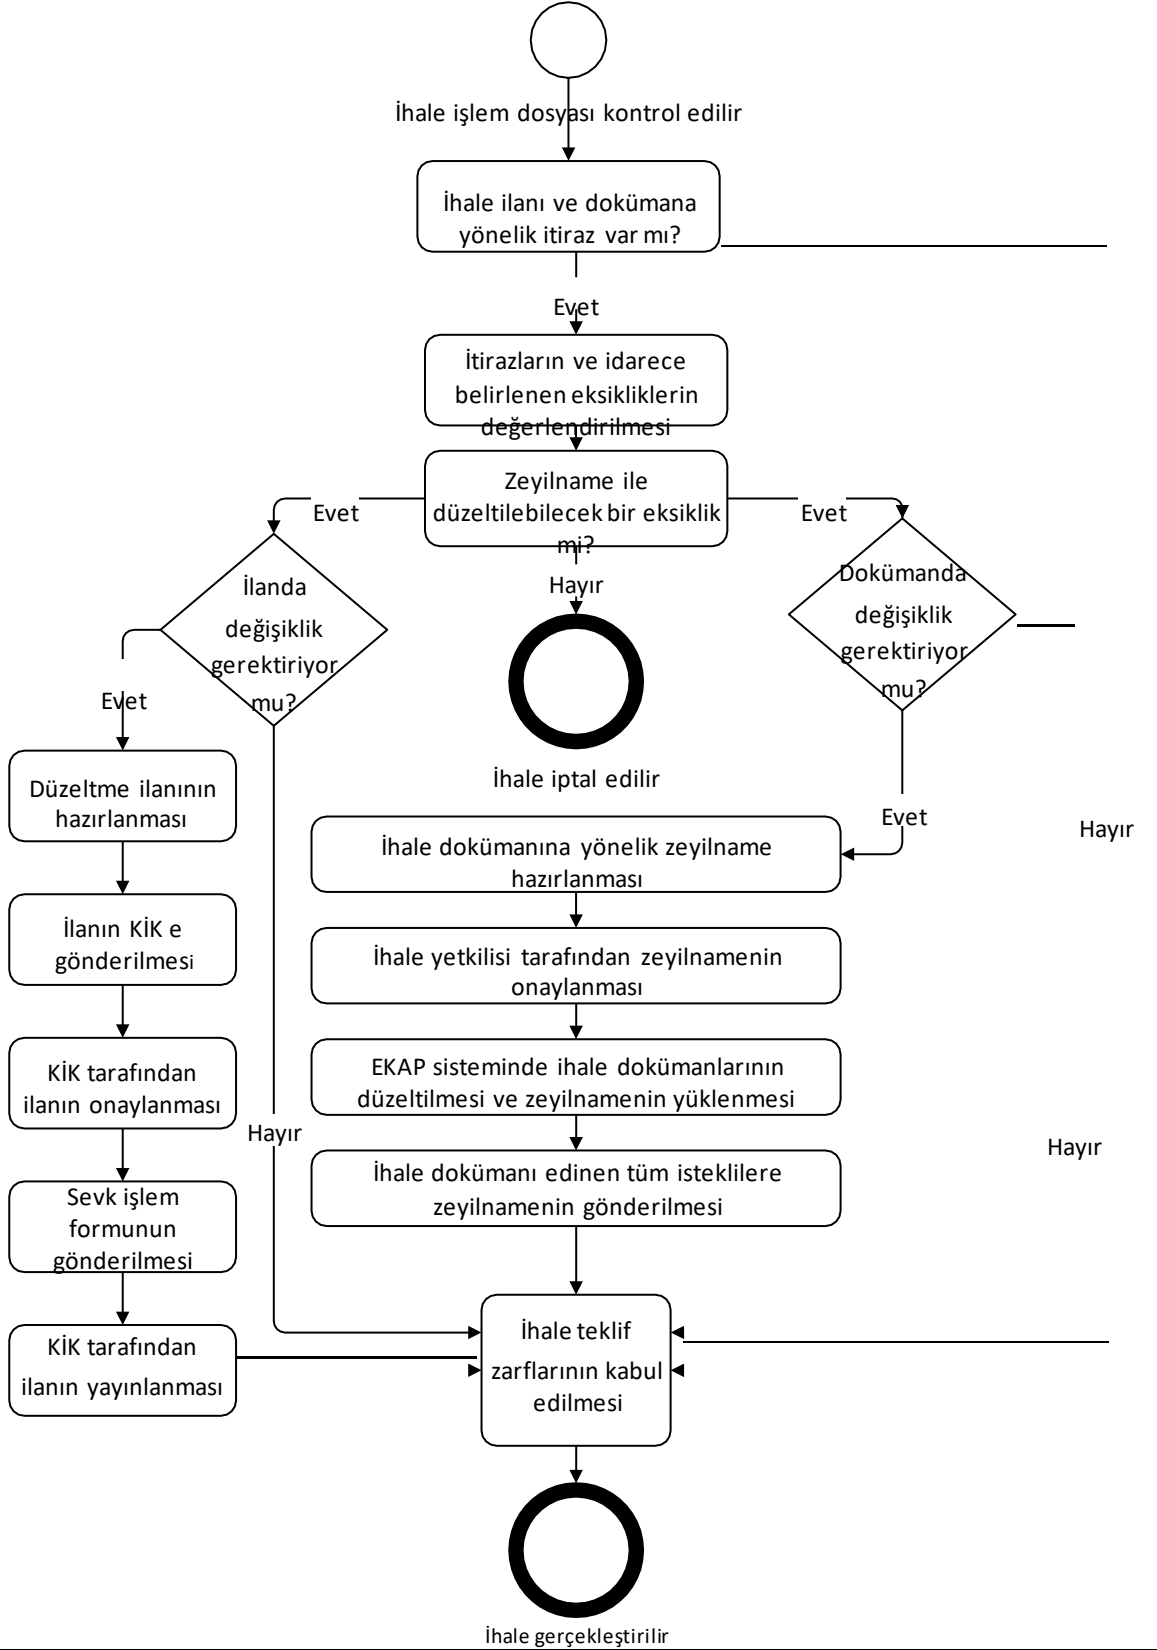 İhale işlem dosyası kontrol edilir
İhale ilanı ve dokümana
yönelik itiraz var mı?
Evet
İtirazların ve idarece
belirlenen eksikliklerin
değerlendirilmesi
Zeyilname ile
düzeltilebilecek bir eksiklik
mi?
Evet
Evet
Hayır
İlanda
değişiklik
gerektiriyor
mu?
Dokümanda
değişiklik
gerektiriyor
mu?
Evet
İhale iptal edilir
Düzeltme ilanının
hazırlanması
Evet
Hayır
İhale dokümanına yönelik zeyilname
hazırlanması
İlanın KİK e
gönderilmesi
İhale yetkilisi tarafından zeyilnamenin
onaylanması
KİK tarafından
ilanın onaylanması
EKAP sisteminde ihale dokümanlarının
düzeltilmesi ve zeyilnamenin yüklenmesi
Hayır
Hayır
İhale dokümanı edinen tüm isteklilere
zeyilnamenin gönderilmesi
Sevk işlem
formunun
gönderilmesi
KİK tarafından
ilanın yayınlanması
İhale teklif
zarflarının kabul
edilmesi
İhale gerçekleştirilir